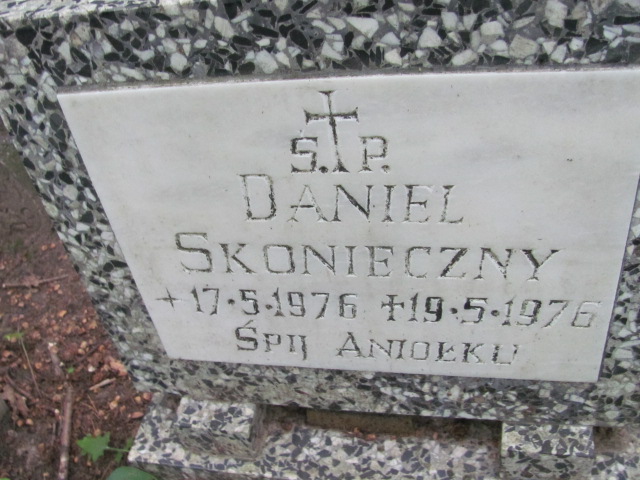 Ś.P.
DANIEL
SKONIECZNY
+17.5.1976 +19.5.1976
ŚPIJ ANIOŁKU